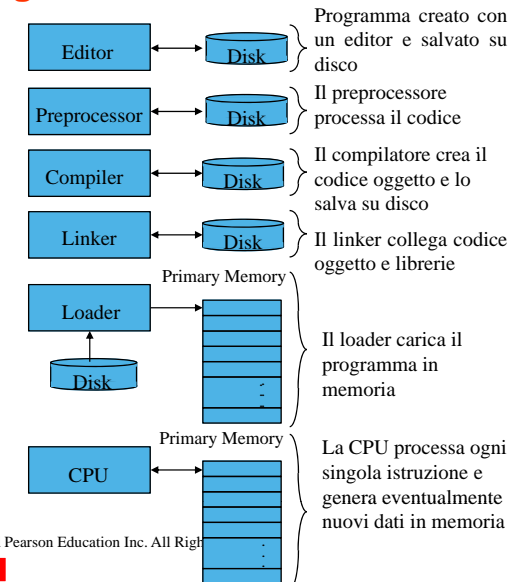 Editor
Disk
Programma creato con
un editor e salvato su
disco
Preprocessor
Disk
Il preprocessore
processa il codice
Compiler
Disk
Il compilatore crea il
codice oggetto e lo
salva su disco
Linker
Disk
Il linker collega codice
oggetto e librerie
Primary Memory
Loader
Disk
Il loader carica il
programma in
memoria
Primary Memory
CPU
La CPU processa ogni
singola istruzione e
genera eventualmente
nuovi dati in memoria
Pearson Education Inc. All Righ